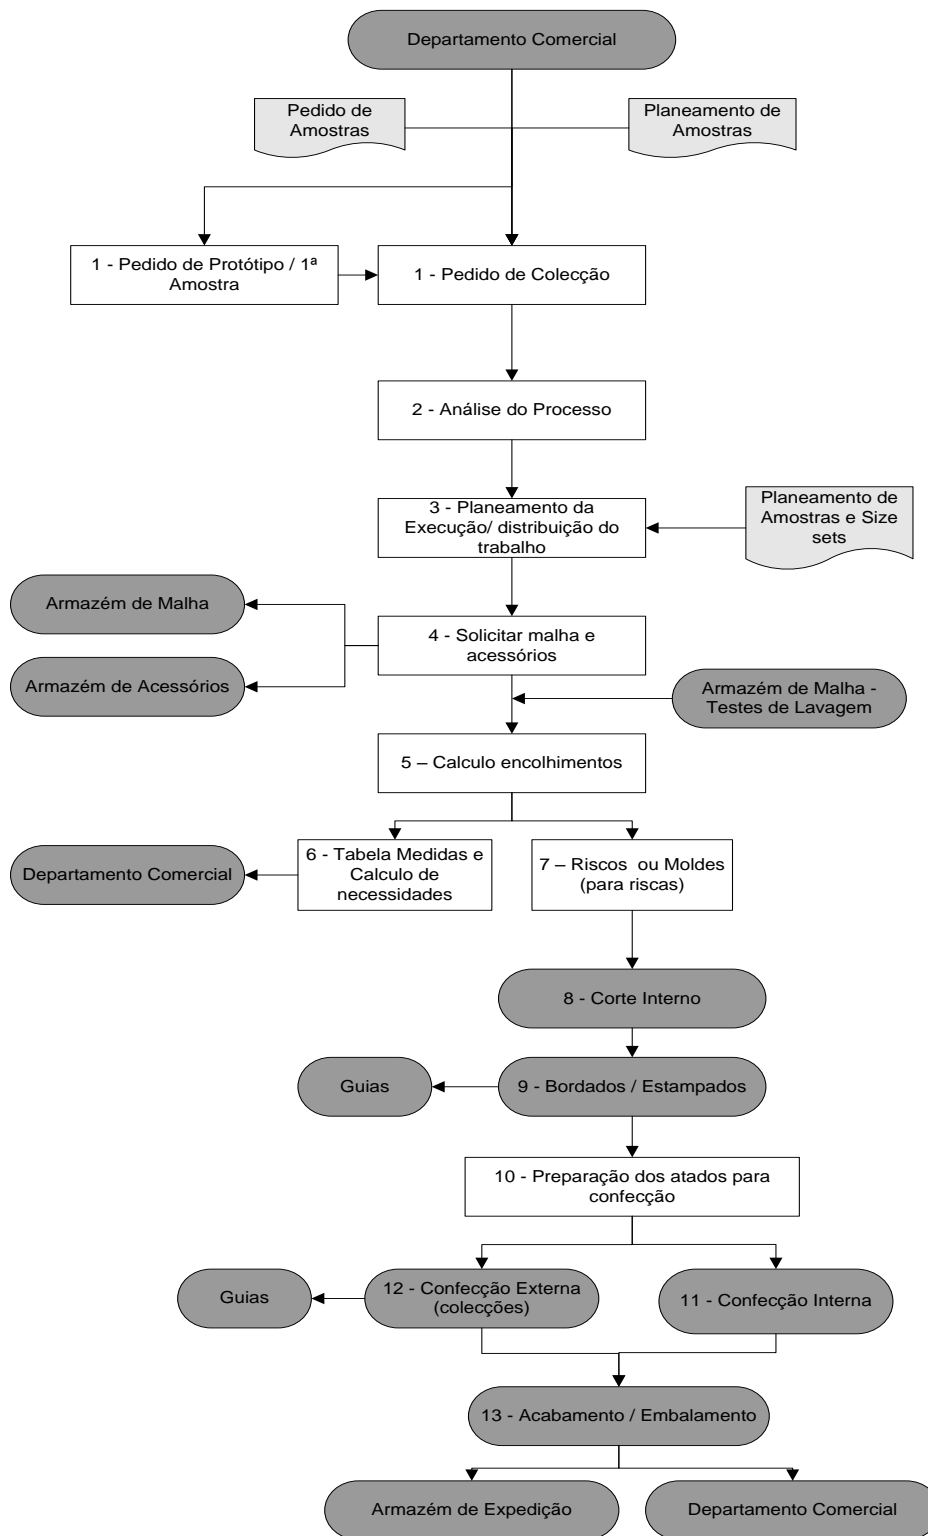 Departamento Comercial
Pedido de
Amostras
Planeamento de
Amostras
1 - Pedido de Protótipo / 1ª
Amostra
1 - Pedido de Colecção
2 - Análise do Processo
3 - Planeamento da
Execução/ distribuição do
trabalho
Planeamento de
Amostras e Size
sets
Armazém de Malha
4 - Solicitar malha e
acessórios
Armazém de Acessórios
Armazém de Malha -
Testes de Lavagem
5 – Calculo encolhimentos
Departamento Comercial
6 - Tabela Medidas e
Calculo de
necessidades
7 – Riscos  ou Moldes
(para riscas)
8 - Corte Interno
Guias
9 - Bordados / Estampados
10 - Preparação dos atados para
confecção
Guias
12 - Confecção Externa
(colecções)
11 - Confecção Interna
13 - Acabamento / Embalamento
Armazém de Expedição
Departamento Comercial